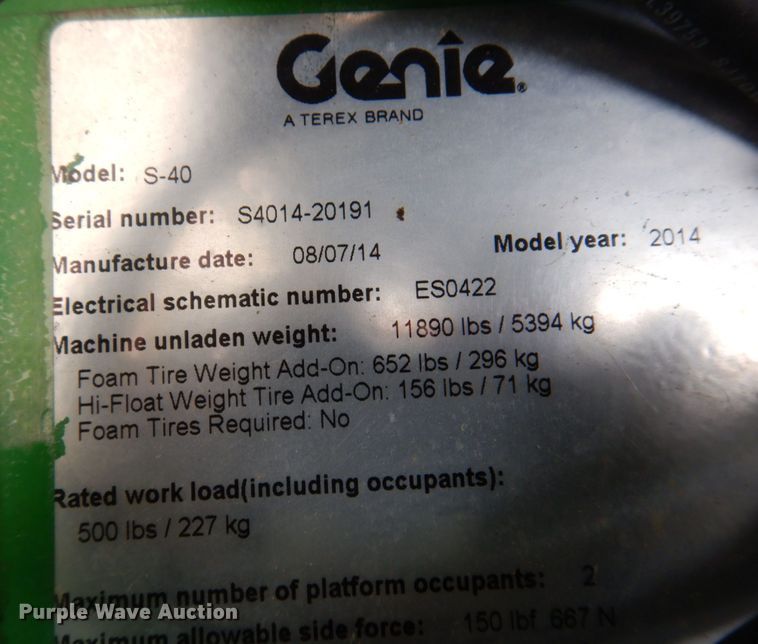 Genie®
A TEREX BRAND
Model: S-40
Serial number: S4014-20191
Manufacture date: 08/07/14 Model year: 2014
Electrical schematic number: ES0422
Machine unladen weight: 11890 lbs / 5394 kg
Foam Tire Weight Add-On: 652 lbs / 296 kg
Hi-Float Weight Tire Add-On: 156 lbs / 71 kg
Foam Tires Required: No
Rated work load(including occupants):
500 lbs / 227 kg
Maximum number of platform occupants: 2
Maximum allowable side force: 150 lbf 667 N
Purple Wave Auction